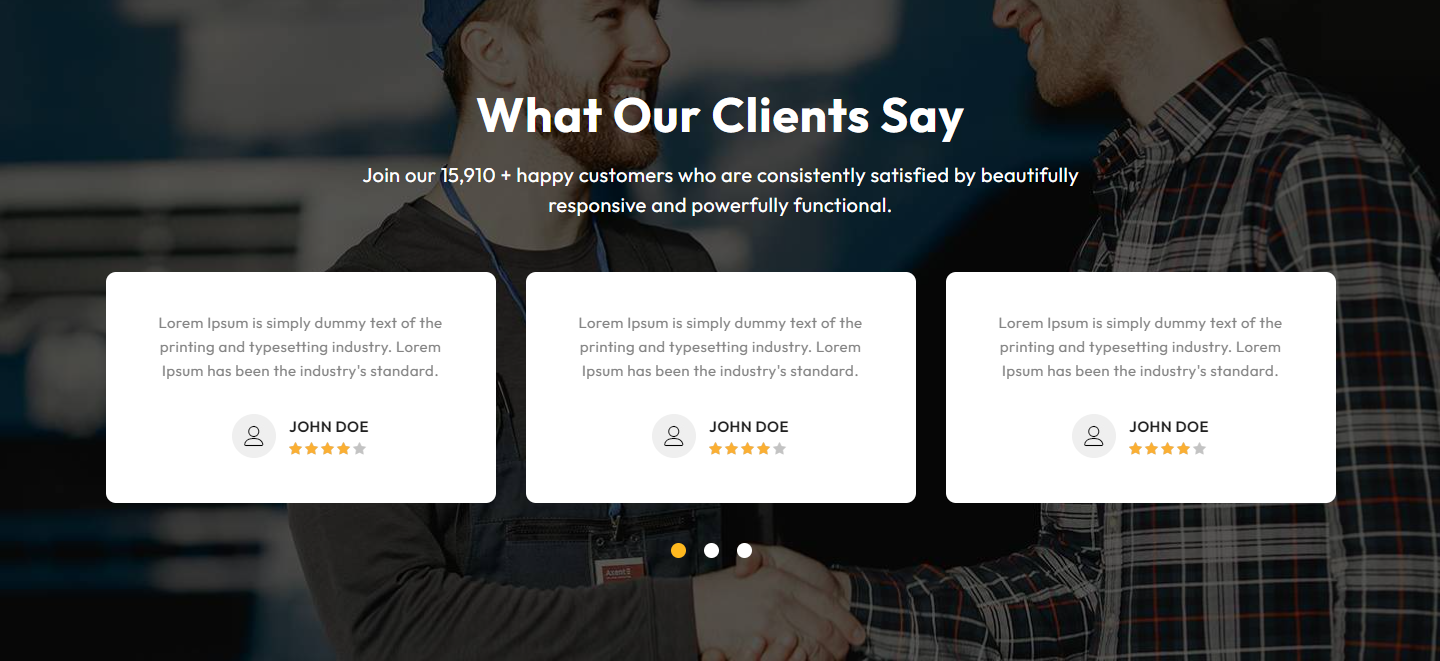 What Our Clients Say
Join our 15,910 + happy customers who are consistently satisfied by beautifully
responsive and powerfully functional.
Lorem Ipsum is simply dummy text of the
printing and typesetting industry. Lorem
Ipsum has been the industry's standard.
JOHN DOE
Lorem Ipsum is simply dummy text of the
printing and typesetting industry. Lorem
Ipsum has been the industry's standard.
JOHN DOE
Lorem Ipsum is simply dummy text of the
printing and typesetting industry. Lorem
Ipsum has been the industry's standard.
JOHN DOE